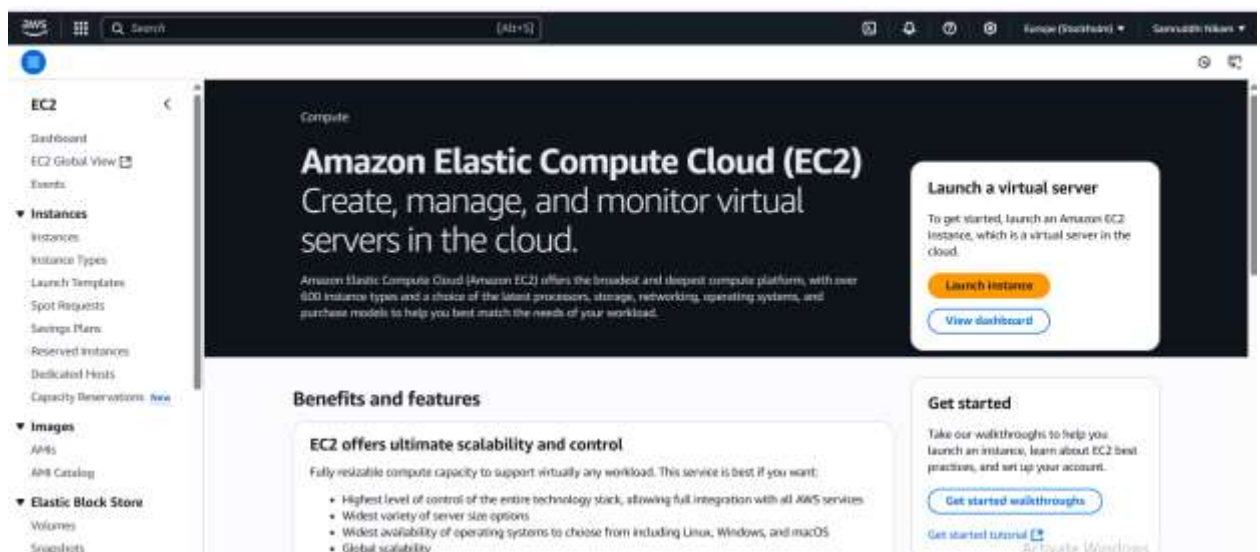 aws
Search
[Alt+S]
Europe (Stockholm)
Samruddhi Nikam
EC2
Dashboard
EC2 Global View
Events
Instances
Instances
Instance Types
Launch Templates
Spot Requests
Savings Plans
Reserved Instances
Dedicated Hosts
Capacity Reservations New
Images
AMIs
AMI Catalog
Elastic Block Store
Volumes
Snapshots
Compute
Amazon Elastic Compute Cloud (EC2)
Create, manage, and monitor virtual
servers in the cloud.
Amazon Elastic Compute Cloud (Amazon EC2) offers the broadest and deepest compute platform, with over
600 instance types and a choice of the latest processors, storage, networking, operating systems, and
purchase models to help you best match the needs of your workload.
Launch a virtual server
To get started, launch an Amazon EC2
instance, which is a virtual server in the
cloud.
Launch instance
View dashboard
Benefits and features
EC2 offers ultimate scalability and control
Fully resizable compute capacity to support virtually any workload. This service is best if you want:
• Highest level of control of the entire technology stack, allowing full integration with all AWS services
• Widest variety of server size options
• Widest availability of operating systems to choose from including Linux, Windows, and macOS
• Global scalability
Get started
Take our walkthroughs to help you
launch an instance, learn about EC2 best
practices, and set up your account.
Get started walkthroughs
Get started tutorial
Activate Windows